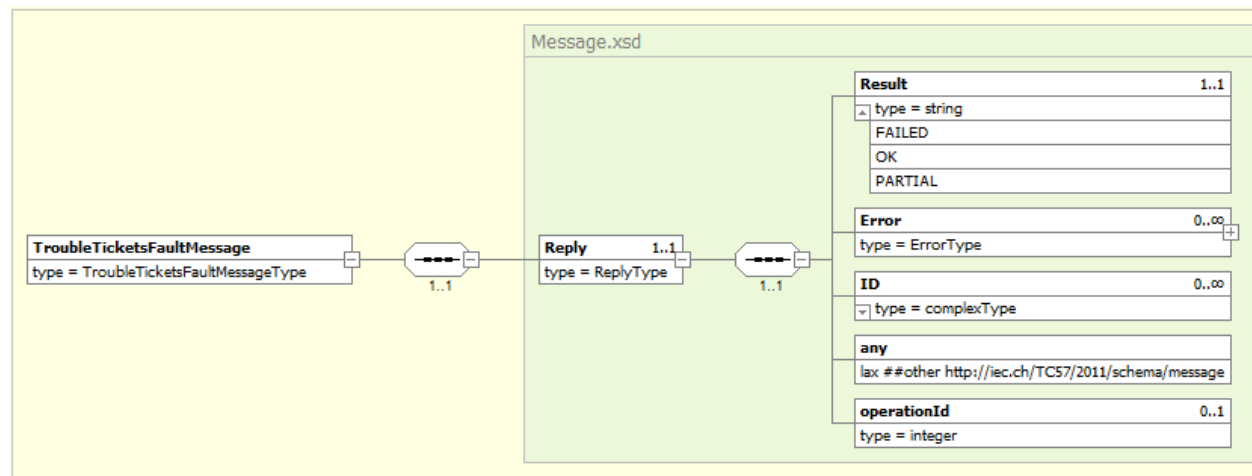 Message.xsd
Result 1..1
type = string
FAILED
OK
PARTIAL
Error 0..∞
type = ErrorType
TroubleTicketsFaultMessage
type = TroubleTicketsFaultMessageType
1..1
Reply 1..1
type = ReplyType
1..1
ID 0..∞
type = complexType
any
lax ##other http://iec.ch/TC57/2011/schema/message
operationId 0..1
type = integer